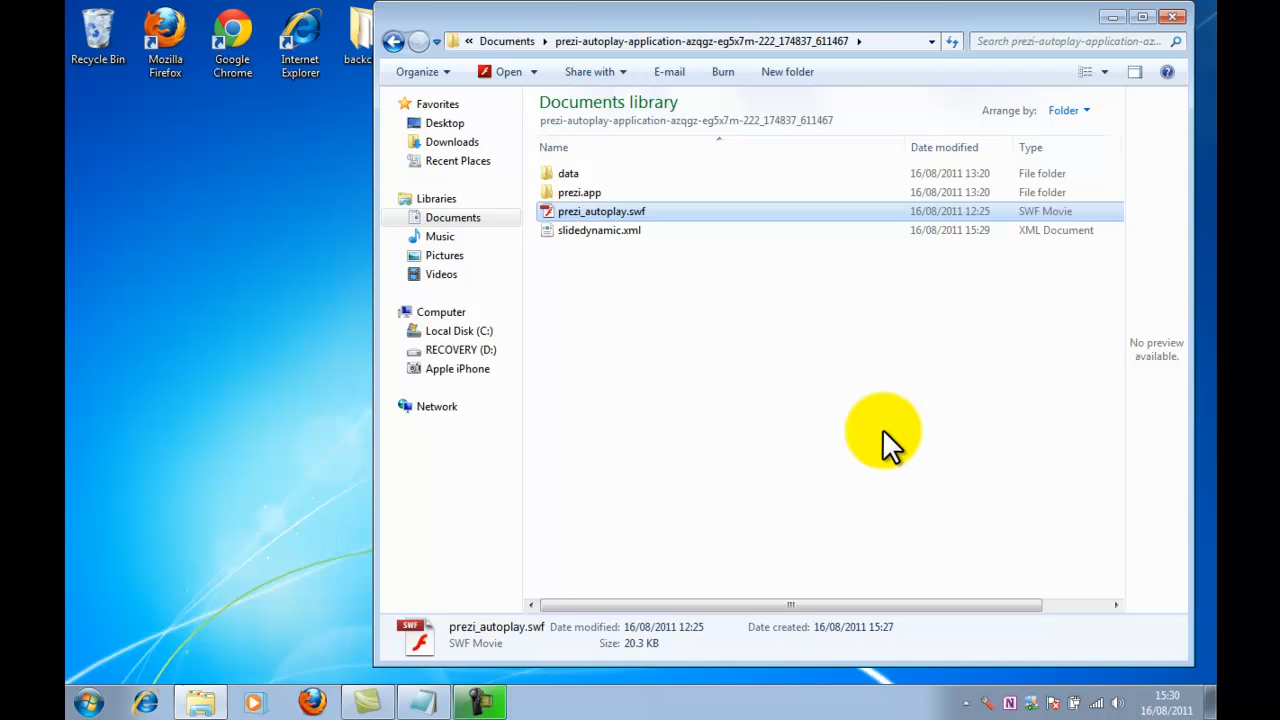 Recycle Bin
Mozilla Firefox
Google Chrome
Internet Explorer
backc
« Documents prezi-autoplay-application-azqgz-eg5x7m-222_174837_611467
Search prezi-autoplay-application-az...
Organize Open Share with E-mail Burn New folder
Favorites
Desktop
Downloads
Recent Places
Libraries
Documents
Music
Pictures
Videos
Computer
Local Disk (C:)
RECOVERY (D:)
Apple iPhone
Network
Documents library
prezi-autoplay-application-azqgz-eg5x7m-222_174837_611467
Arrange by: Folder
Name Date modified Type
data 16/08/2011 13:20 File folder
prezi.app 16/08/2011 13:20 File folder
prezi_autoplay.swf 16/08/2011 12:25 SWF Movie
slidedynamic.xml 16/08/2011 15:29 XML Document
No preview available.
SWF
prezi_autoplay.swf Date modified: 16/08/2011 12:25 Date created: 16/08/2011 15:27
SWF Movie Size: 20.3 KB
N
15:30
16/08/2011